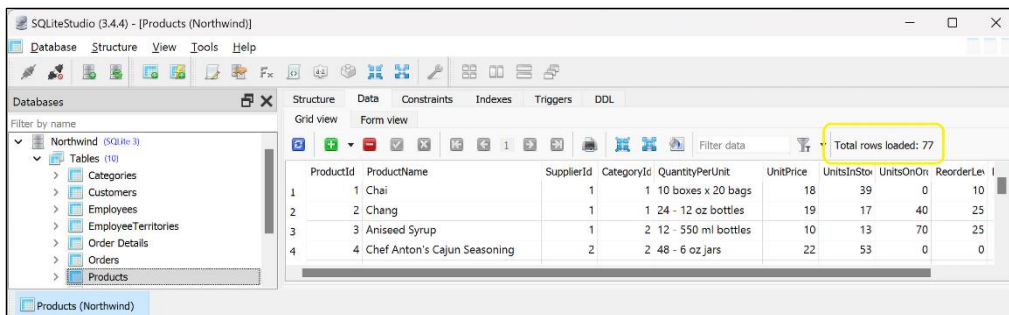 SQLiteStudio (3.4.4) - [Products (Northwind)]
Database Structure View Tools Help
Databases
Filter by name
Northwind (SQLite 3)
Tables (10)
Categories
Customers
Employees
EmployeeTerritories
Order Details
Orders
Products
Structure Data Constraints Indexes Triggers DDL
Grid view Form view
1 Filter data Total rows loaded: 77
ProductId ProductName SupplierId CategoryId QuantityPerUnit UnitPrice UnitsInSto UnitsOnOr ReorderLe
1 1 Chai 1 1 10 boxes x 20 bags 18 39 0 10
2 2 Chang 1 1 24 - 12 oz bottles 19 17 40 25
3 3 Aniseed Syrup 1 2 12 - 550 ml bottles 10 13 70 25
4 4 Chef Anton's Cajun Seasoning 2 2 48 - 6 oz jars 22 53 0 0
Products (Northwind)